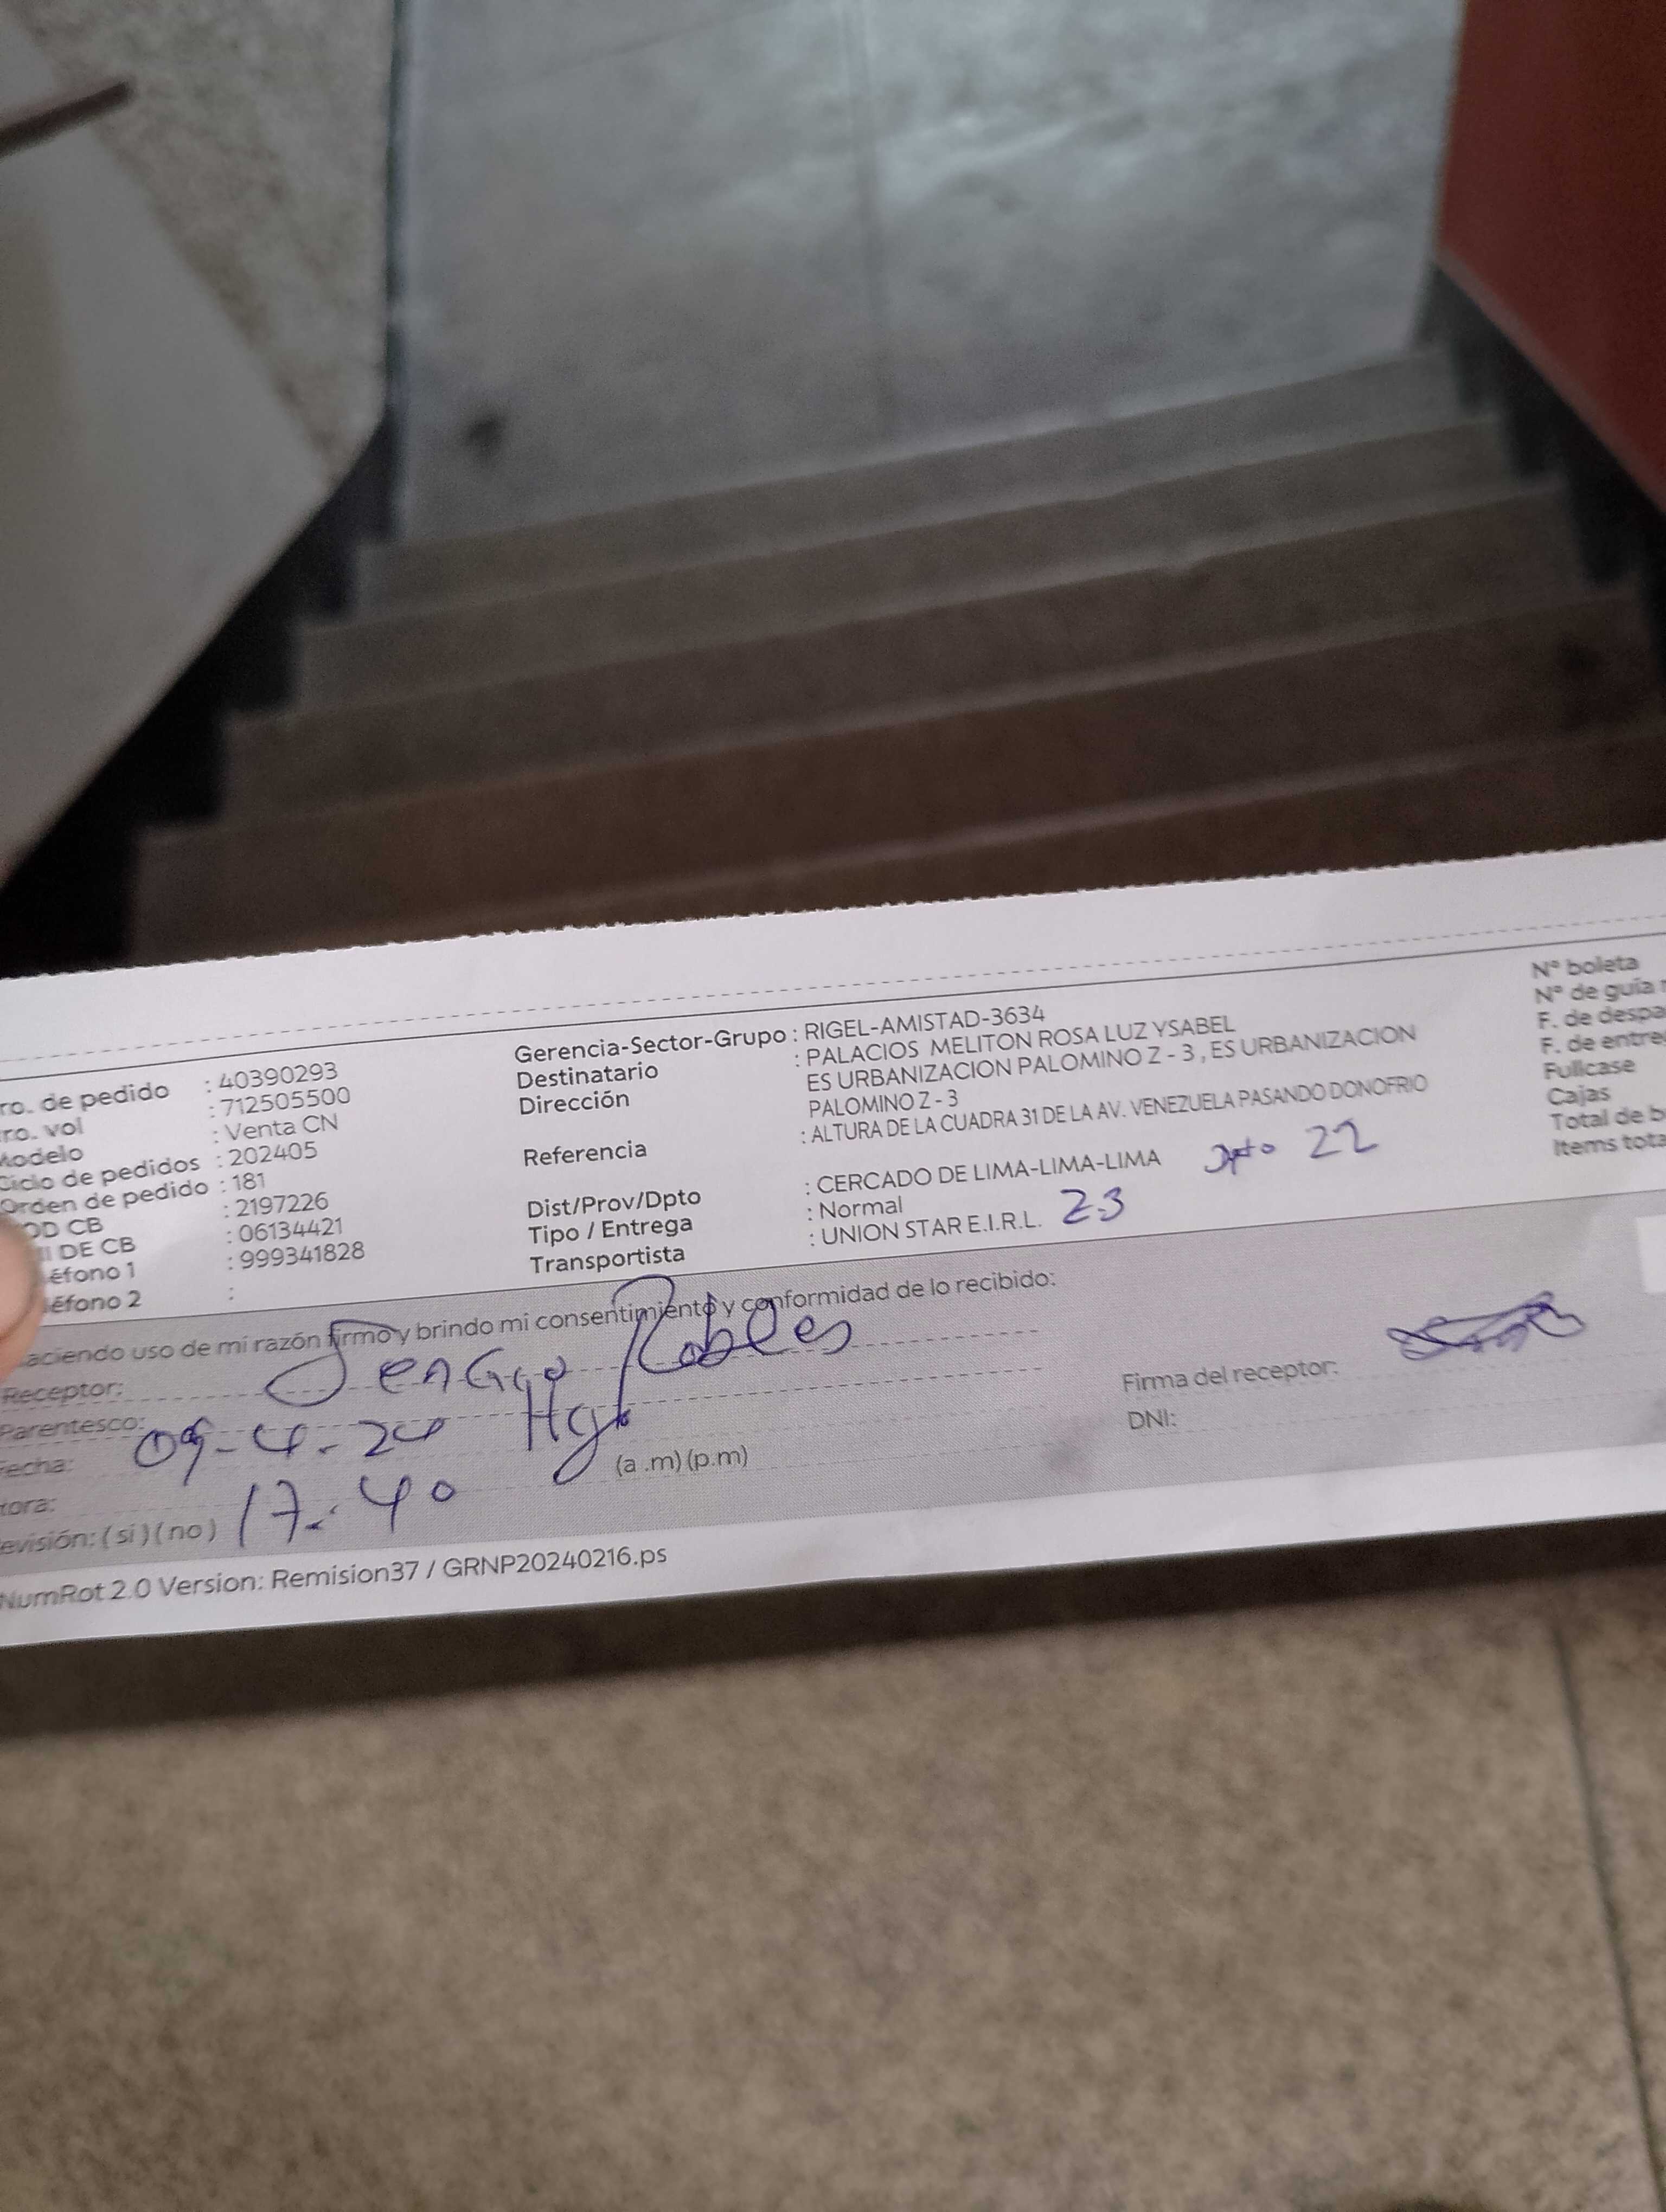 ro. de pedido : 40390293
ro. vol : 712505500
Modelo : Venta CN
Ciclo de pedidos : 202405
Orden de pedido : 181
OD CB : 2197226
I DE CB : 06134421
éfono 1 : 999341828
éfono 2 :
Gerencia-Sector-Grupo : RIGEL-AMISTAD-3634
Destinatario : PALACIOS MELITON ROSA LUZ YSABEL
Dirección ES URBANIZACION PALOMINO Z - 3 , ES URBANIZACION
PALOMINO Z - 3
Referencia : ALTURA DE LA CUADRA 31 DE LA AV. VENEZUELA PASANDO DONOFRIO
Dist/Prov/Dpto : CERCADO DE LIMA-LIMA-LIMA Dpto 22
Tipo / Entrega : Normal
Transportista : UNION STAR E.I.R.L. Z-3
N° boleta
N° de guía r
F. de despa
F. de entre
Fullcase
Cajas
Total de b
Items tota
aciendo uso de mi razón firmo y brindo mi consentimiento y conformidad de lo recibido:
Receptor: Robles
Parentesco:
echa: 09-4-24
ora: 17:40 (a .m) (p.m)
evisión: ( si ) ( no )
Firma del receptor:
DNI:
NumRot 2.0 Version: Remision37 / GRNP20240216.ps